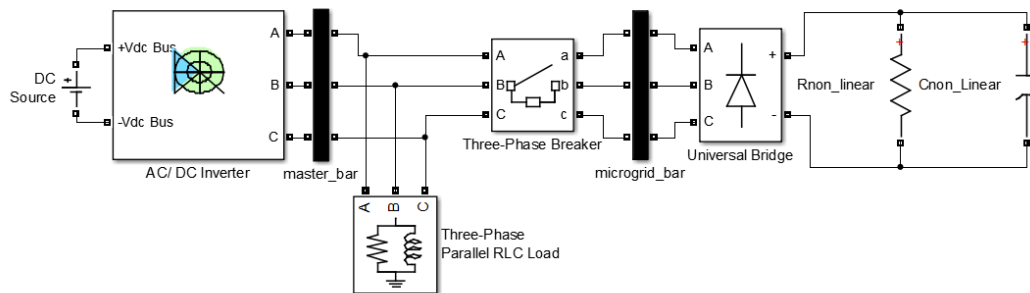 DC
Source
+Vdc Bus
-Vdc Bus
A
B
C
AC/ DC Inverter
master_bar
A
B
C
Three-Phase
Parallel RLC Load
A
B
C
a
b
c
Three-Phase Breaker
microgrid_bar
A
B
C
+
-
Universal Bridge
Rnon_linear
+
Cnon_Linear
+